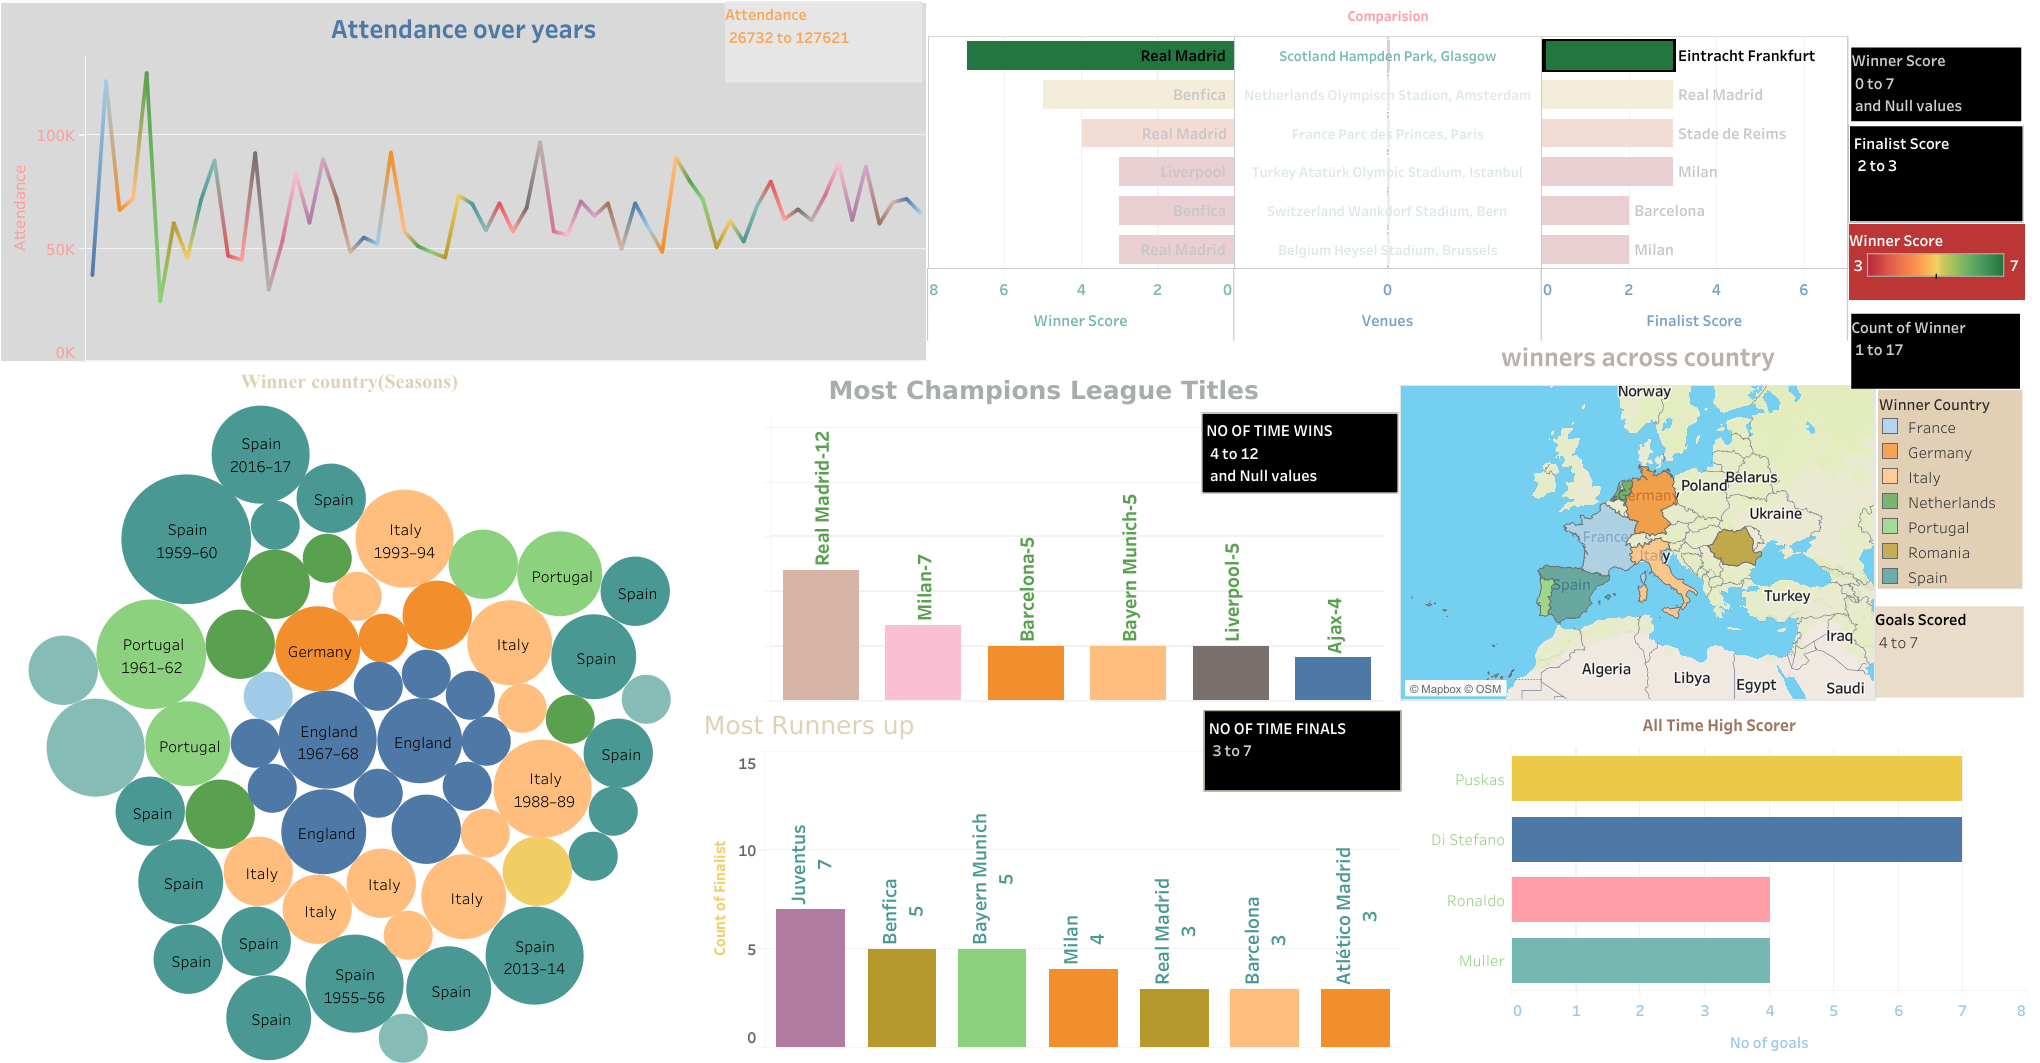 Attendance over years
Attendance
26732 to 127621
Attendance
100K
50K
0K
Comparision
Real Madrid
Scotland Hampden Park, Glasgow
Eintracht Frankfurt
Benfica
Netherlands Olympisch Stadion, Amsterdam
Real Madrid
Real Madrid
France Parc des Princes, Paris
Stade de Reims
Liverpool
Turkey Atatürk Olympic Stadium, Istanbul
Milan
Benfica
Switzerland Wankdorf Stadium, Bern
Barcelona
Real Madrid
Belgium Heysel Stadium, Brussels
Milan
8 6 4 2 0
0
0 2 4 6
Winner Score
Venues
Finalist Score
Winner Score
0 to 7
and Null values
Finalist Score
2 to 3
Winner Score
3 7
Count of Winner
1 to 17
Winner country(Seasons)
Spain
2016–17
Spain
Spain
1959–60
Italy
1993–94
Portugal
Spain
Portugal
1961–62
Germany
Italy
Spain
England
1967–68
England
Portugal
Spain
Italy
1988–89
Spain
England
Spain
Italy
Italy
Italy
Italy
Spain
Spain
Spain
2013–14
Spain
1955–56
Spain
Spain
Most Champions League Titles
NO OF TIME WINS
4 to 12
and Null values
Real Madrid-12
Milan-7
Barcelona-5
Bayern Munich-5
Liverpool-5
Ajax-4
winners across country
Norway
Belarus
Poland
Germany
Ukraine
France
Italy
Spain
Turkey
Iraq
Algeria
Libya
Egypt
Saudi
© Mapbox © OSM
Winner Country
France
Germany
Italy
Netherlands
Portugal
Romania
Spain
Goals Scored
4 to 7
Most Runners up
NO OF TIME FINALS
3 to 7
Count of Finalist
15
10
5
0
Juventus
7
Benfica
5
Bayern Munich
5
Milan
4
Real Madrid
3
Barcelona
3
Atlético Madrid
3
All Time High Scorer
Puskas
Di Stefano
Ronaldo
Muller
0 1 2 3 4 5 6 7 8
No of goals